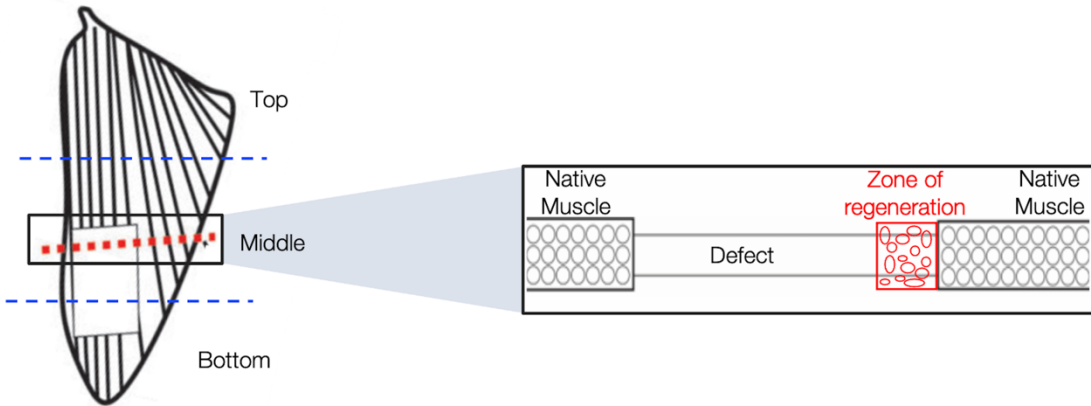 Top
Middle
Bottom
Native
Muscle
Defect
Zone of
regeneration
Native
Muscle